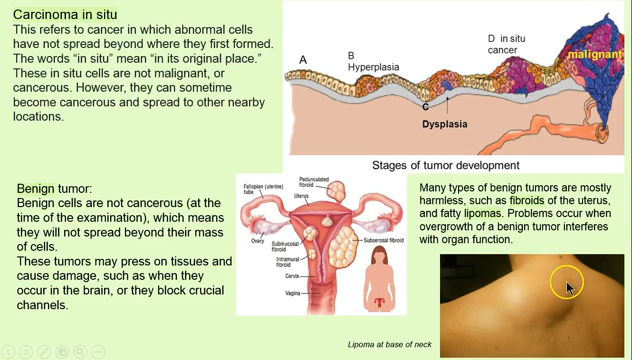 Carcinoma in situ
This refers to cancer in which abnormal cells
have not spread beyond where they first formed.
The words “in situ” mean “in its original place.”
These in situ cells are not malignant, or
cancerous. However, they can sometime
become cancerous and spread to other nearby
locations.
A
B
Hyperplasia
C
Dysplasia
D in situ
cancer
malignant
Stages of tumor development
Benign tumor:
Benign cells are not cancerous (at the
time of the examination), which means
they will not spread beyond their mass
of cells.
These tumors may press on tissues and
cause damage, such as when they
occur in the brain, or they block crucial
channels.
Fallopian (uterine)
tube
Pedunculated
fibroid
Uterus
Ovary
Submucosal
fibroid
Intramural
fibroid
Subserosal fibroid
Cervix
Vagina
Many types of benign tumors are mostly
harmless, such as fibroids of the uterus,
and fatty lipomas. Problems occur when
overgrowth of a benign tumor interferes
with organ function.
Lipoma at base of neck